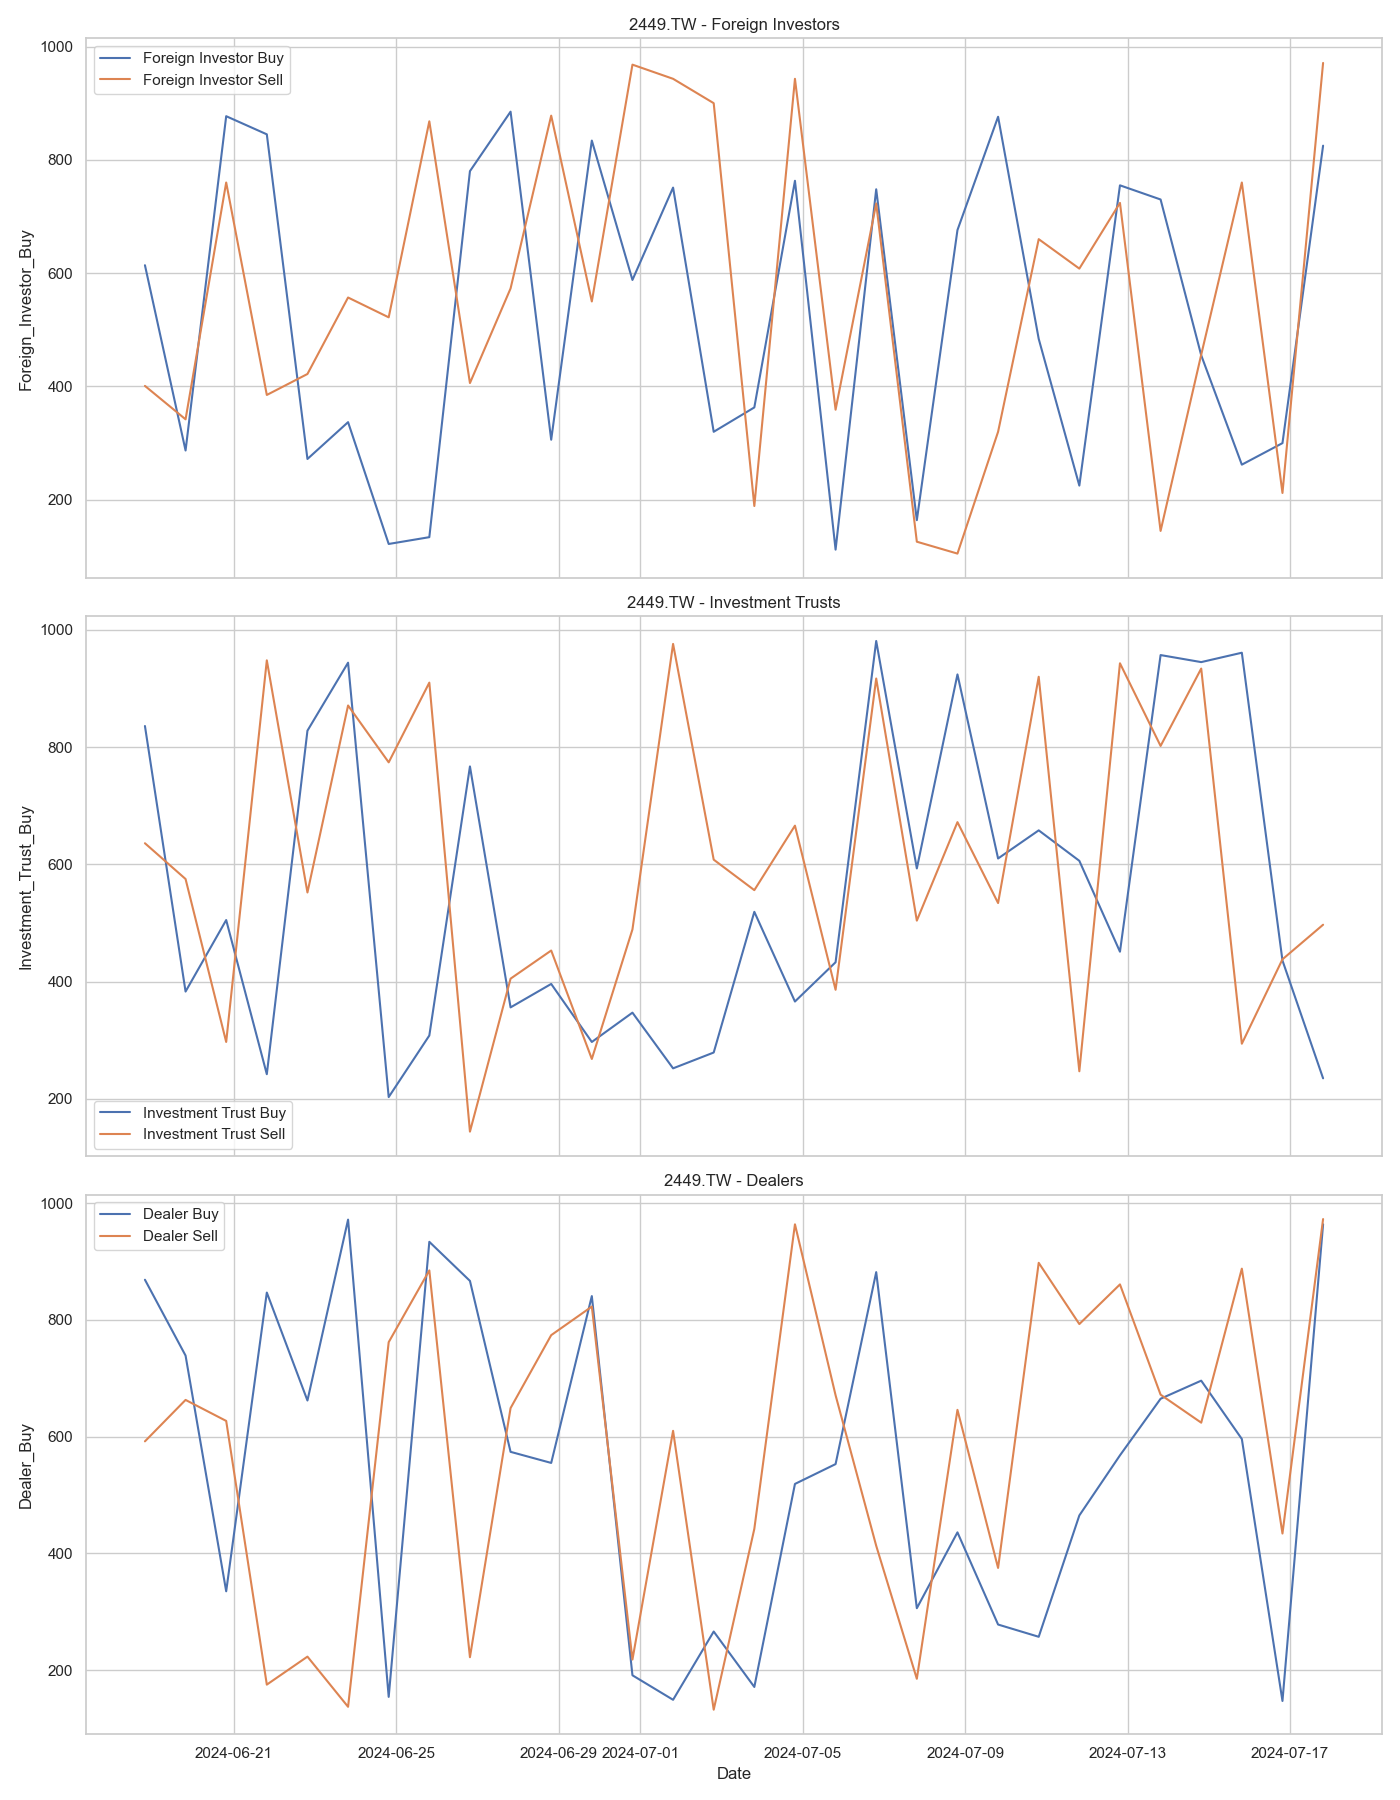 2449.TW - Foreign Investors
Foreign Investor Buy
Foreign Investor Sell
Foreign_Investor_Buy
1000
800
600
400
200
2449.TW - Investment Trusts
Investment Trust Buy
Investment Trust Sell
Investment_Trust_Buy
1000
800
600
400
200
2449.TW - Dealers
Dealer Buy
Dealer Sell
Dealer_Buy
1000
800
600
400
200
2024-06-21 2024-06-25 2024-06-29 2024-07-01 2024-07-05 2024-07-09 2024-07-13 2024-07-17
Date